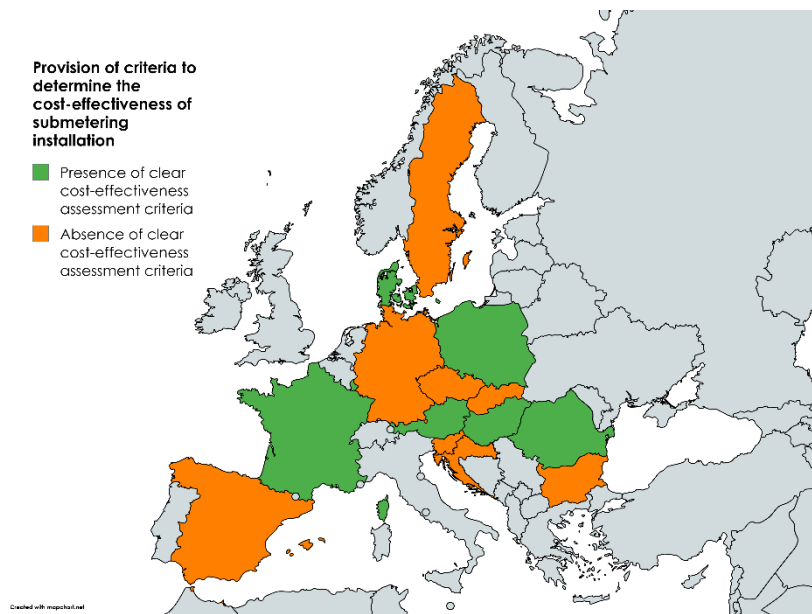 Provision of criteria to
determine the
cost-effectiveness of
submetering
installation
Presence of clear
cost-effectiveness
assessment criteria
Absence of clear
cost-effectiveness
assessment criteria
Created with mapchart.net